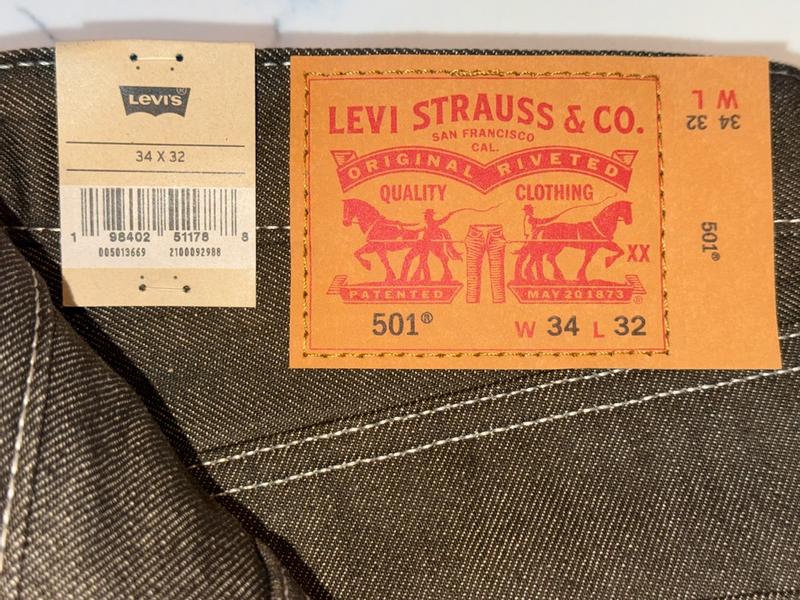 LEVI'S®
34 X 32
1 98402 51178 8
005013669 2100092988
LEVI STRAUSS & CO.
SAN FRANCISCO
CAL.
ORIGINAL RIVETED
QUALITY CLOTHING
XX
PATENTED MAY 20 1873 ®
501® W 34 L 32
W L
34 32
501®